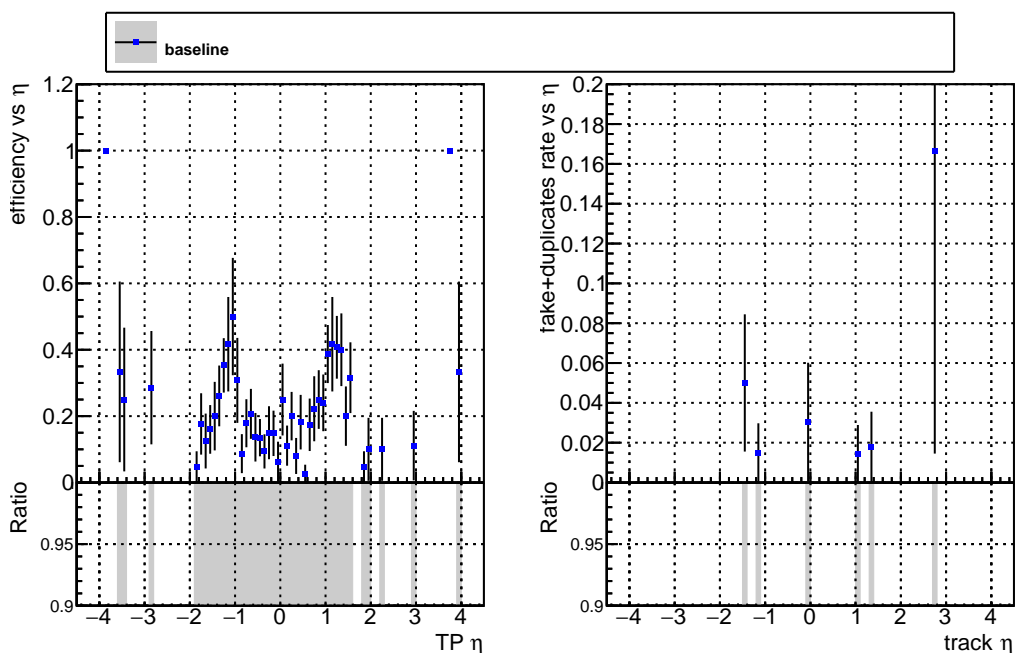 baseline
efficiency vs η
1.2
1
0.8
0.6
0.4
0.2
0
Ratio
0.95
0.9
−4 −3 −2 −1 0 1 2 3 4
TP η
fake+duplicates rate vs η
0.2
0.18
0.16
0.14
0.12
0.1
0.08
0.06
0.04
0.02
0
Ratio
0.95
0.9
−4 −3 −2 −1 0 1 2 3 4
track η